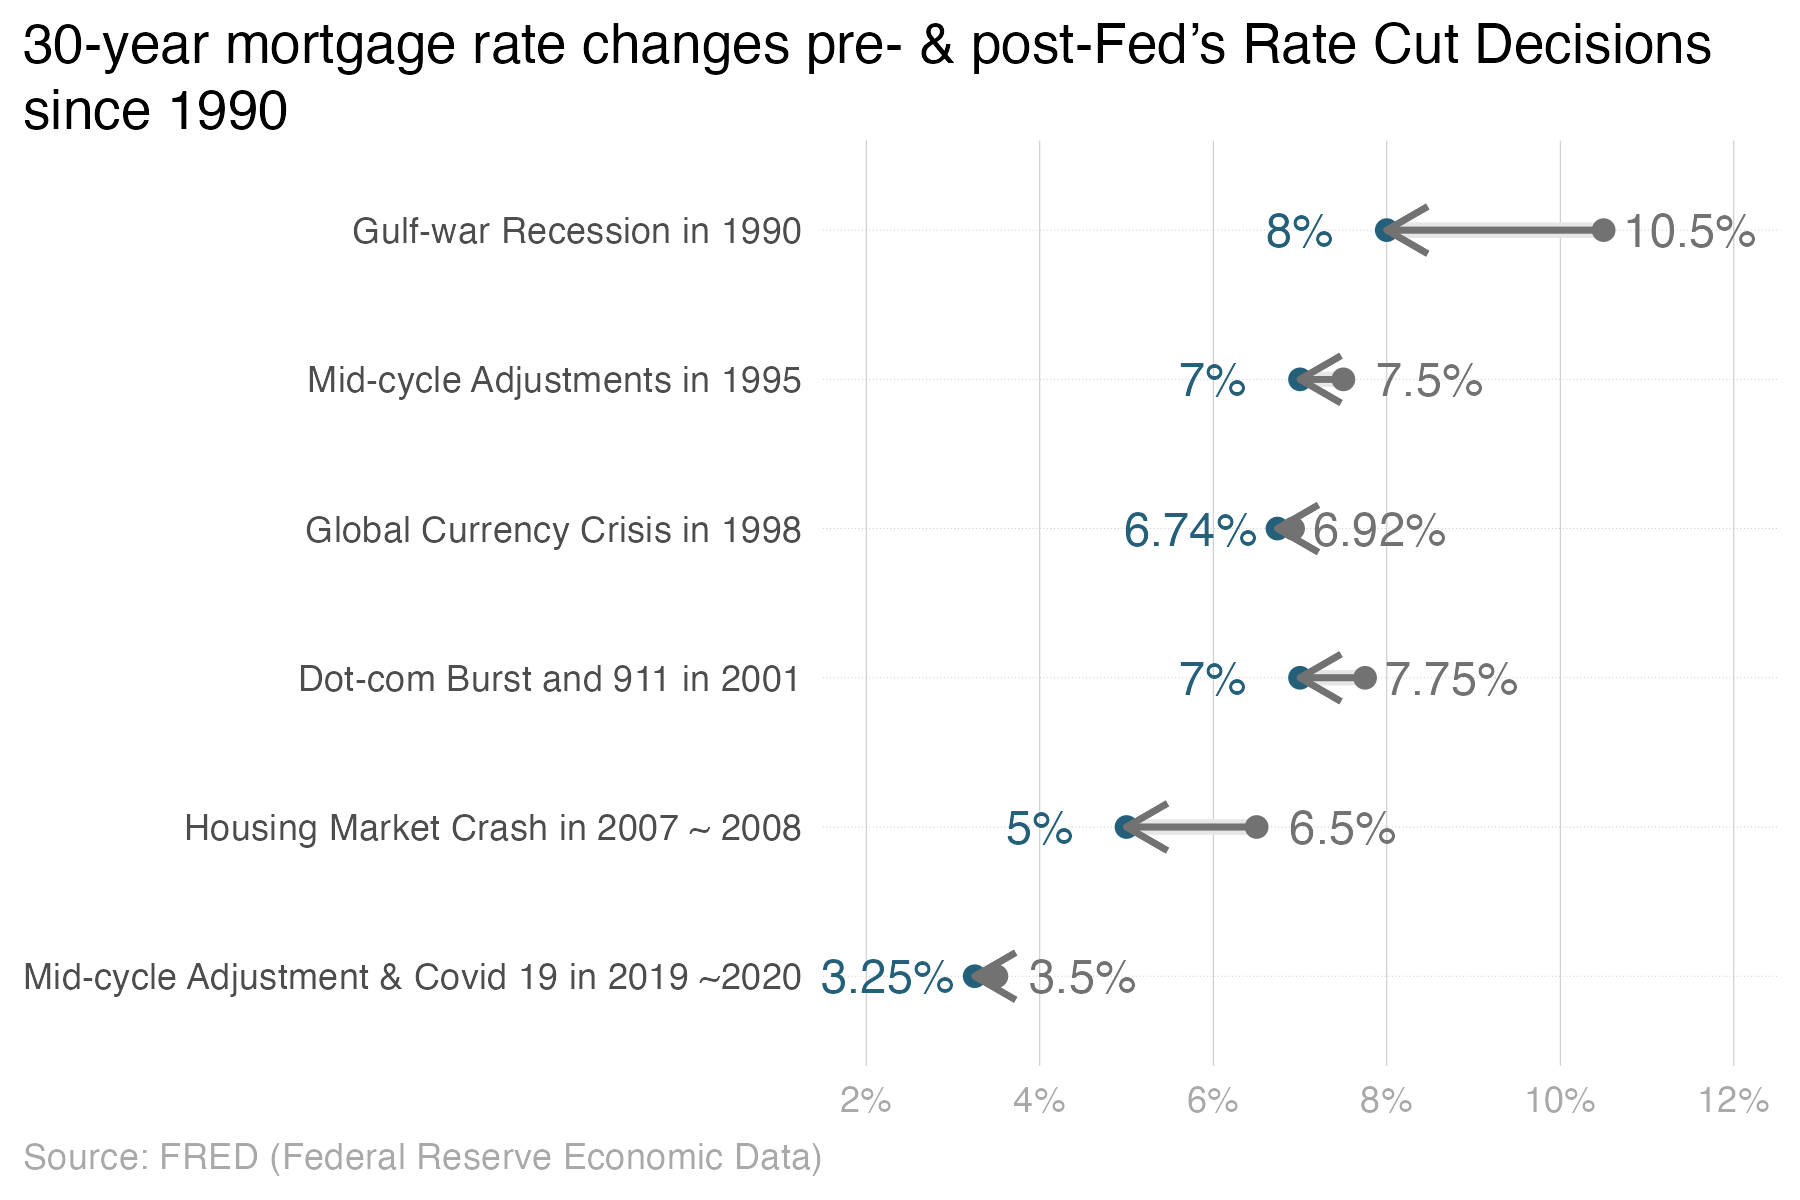 30-year mortgage rate changes pre- & post-Fed’s Rate Cut Decisions
since 1990
Gulf-war Recession in 1990 8% 10.5%
Mid-cycle Adjustments in 1995 7% 7.5%
Global Currency Crisis in 1998 6.74% 6.92%
Dot-com Burst and 911 in 2001 7% 7.75%
Housing Market Crash in 2007 ~ 2008 5% 6.5%
Mid-cycle Adjustment & Covid 19 in 2019 ~2020 3.25% 3.5%
2% 4% 6% 8% 10% 12%
Source: FRED (Federal Reserve Economic Data)